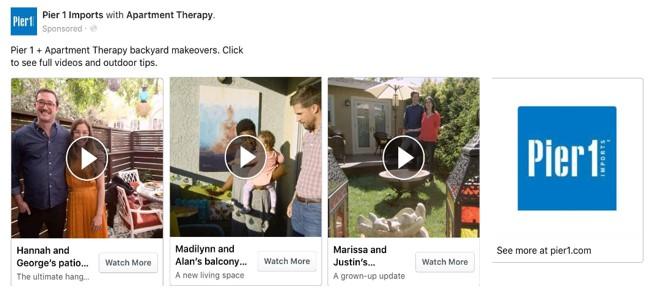 Pier1
Pier 1 Imports with Apartment Therapy.
Sponsored ·
Pier 1 + Apartment Therapy backyard makeovers. Click
to see full videos and outdoor tips.
Hannah and
George's patio...
The ultimate hang...
Watch More
Madilynn and
Alan's balcony...
A new living space
Watch More
Marissa and
Justin's...
A grown-up update
Watch More
Pier1
IMPORTS
See more at pier1.com